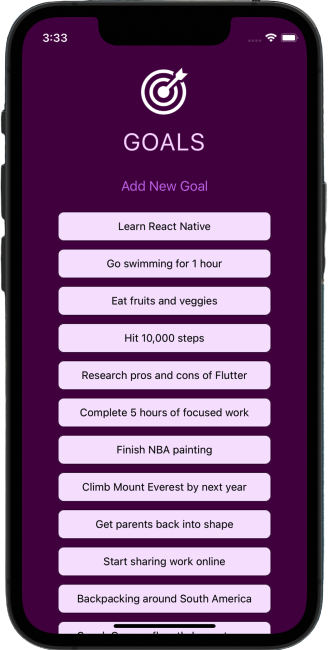 3:33
GOALS
Add New Goal
Learn React Native
Go swimming for 1 hour
Eat fruits and veggies
Hit 10,000 steps
Research pros and cons of Flutter
Complete 5 hours of focused work
Finish NBA painting
Climb Mount Everest by next year
Get parents back into shape
Start sharing work online
Backpacking around South America